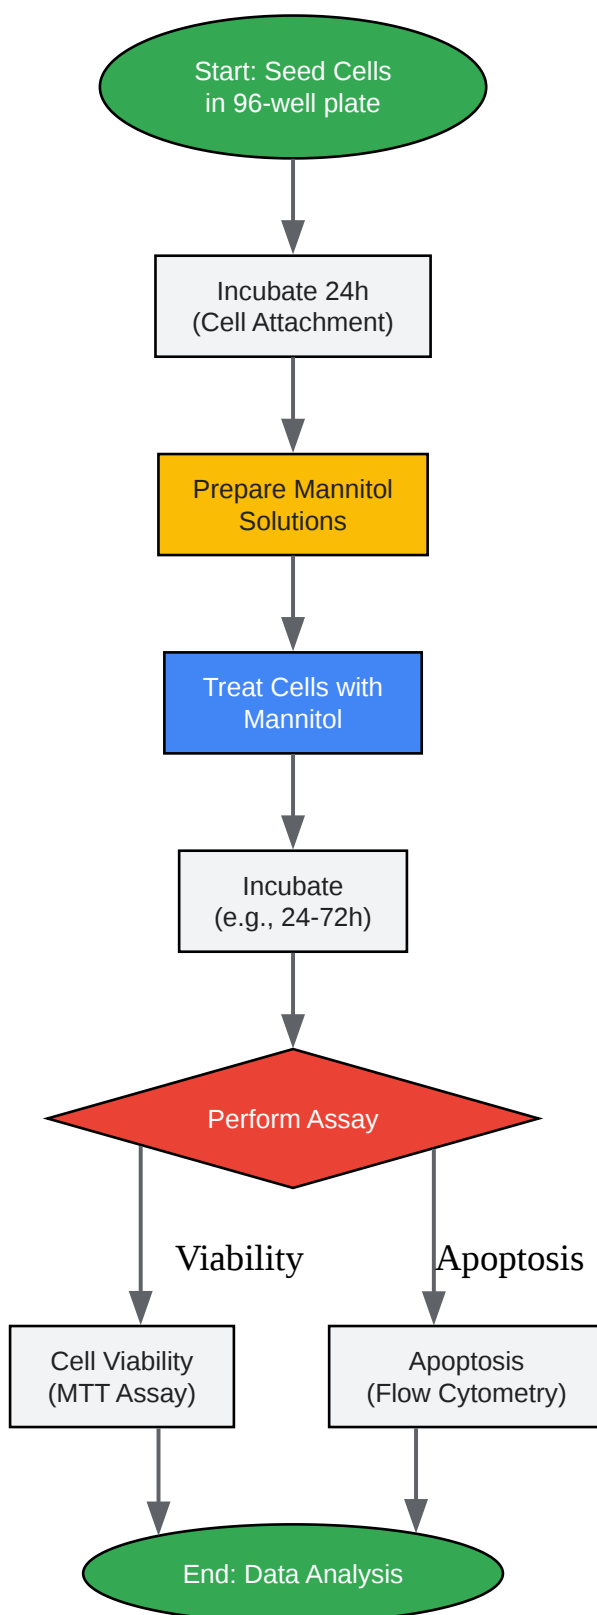 Start: Seed Cells
in 96-well plate
Incubate 24h
(Cell Attachment)
Prepare Mannitol
Solutions
Treat Cells with
Mannitol
Incubate
(e.g., 24-72h)
Perform Assay
Viability
Apoptosis
Cell Viability
(MTT Assay)
Apoptosis
(Flow Cytometry)
End: Data Analysis